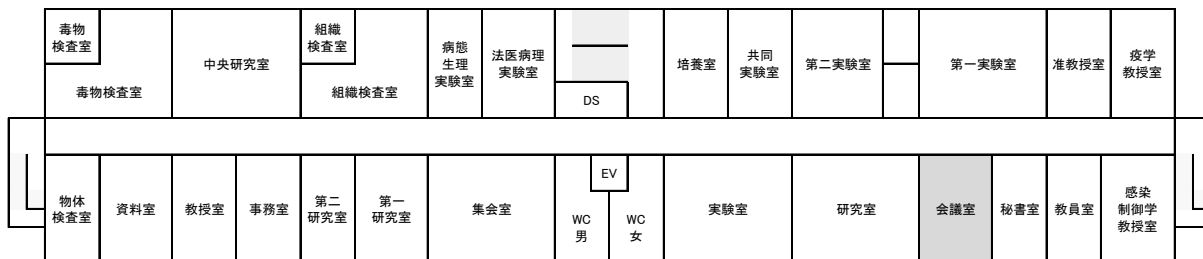 毒物
検査室
毒物検査室
中央研究室
組織
検査室
組織検査室
病態
生理
実験室
法医病理
実験室
DS
培養室
共同
実験室
第二実験室
第一実験室
准教授室
疫学
教授室
物体
検査室
資料室
教授室
事務室
第二
研究室
第一
研究室
集会室
WC
男
EV
WC
女
実験室
研究室
会議室
秘書室
教員室
感染
制御学
教授室